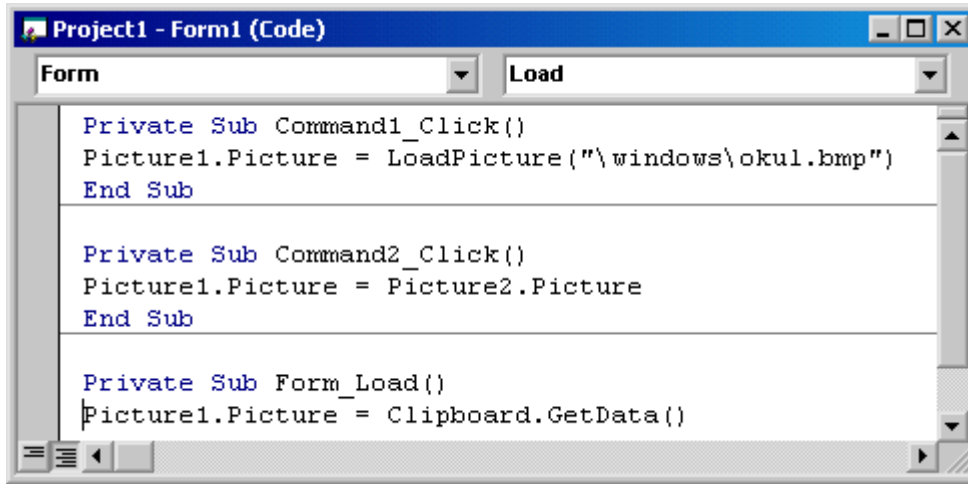 Project1 - Form1 (Code)
Form Load
Private Sub Command1_Click()
Picture1.Picture = LoadPicture("\windows\okul.bmp")
End Sub
Private Sub Command2_Click()
Picture1.Picture = Picture2.Picture
End Sub
Private Sub Form_Load()
Picture1.Picture = Clipboard.GetData()